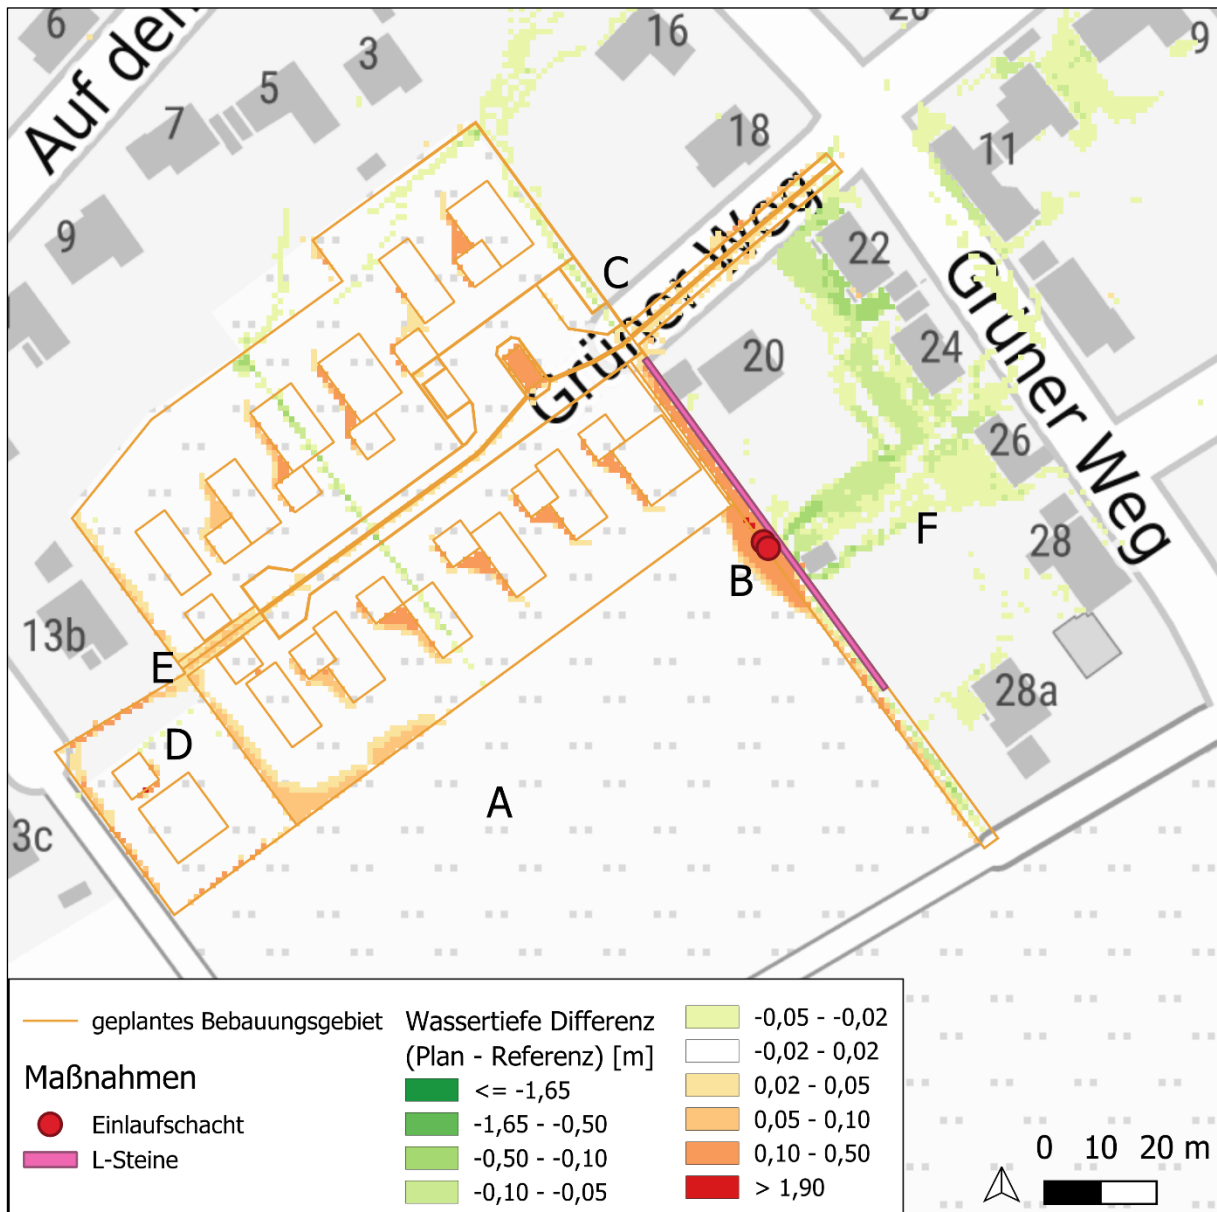 6
Auf den
3
5
7
9
16
18
20
9
11
22
24
26
28
28a
Grüner Weg
Grüner Weg
20
13b
3c
C
B
F
E
D
A
geplantes Bebauungsgebiet
Maßnahmen
Einlaufschacht
L-Steine
Wassertiefe Differenz
(Plan - Referenz) [m]
<= -1,65
-1,65 - -0,50
-0,50 - -0,10
-0,10 - -0,05
-0,05 - -0,02
-0,02 - 0,02
0,02 - 0,05
0,05 - 0,10
0,10 - 0,50
> 1,90
0 10 20 m